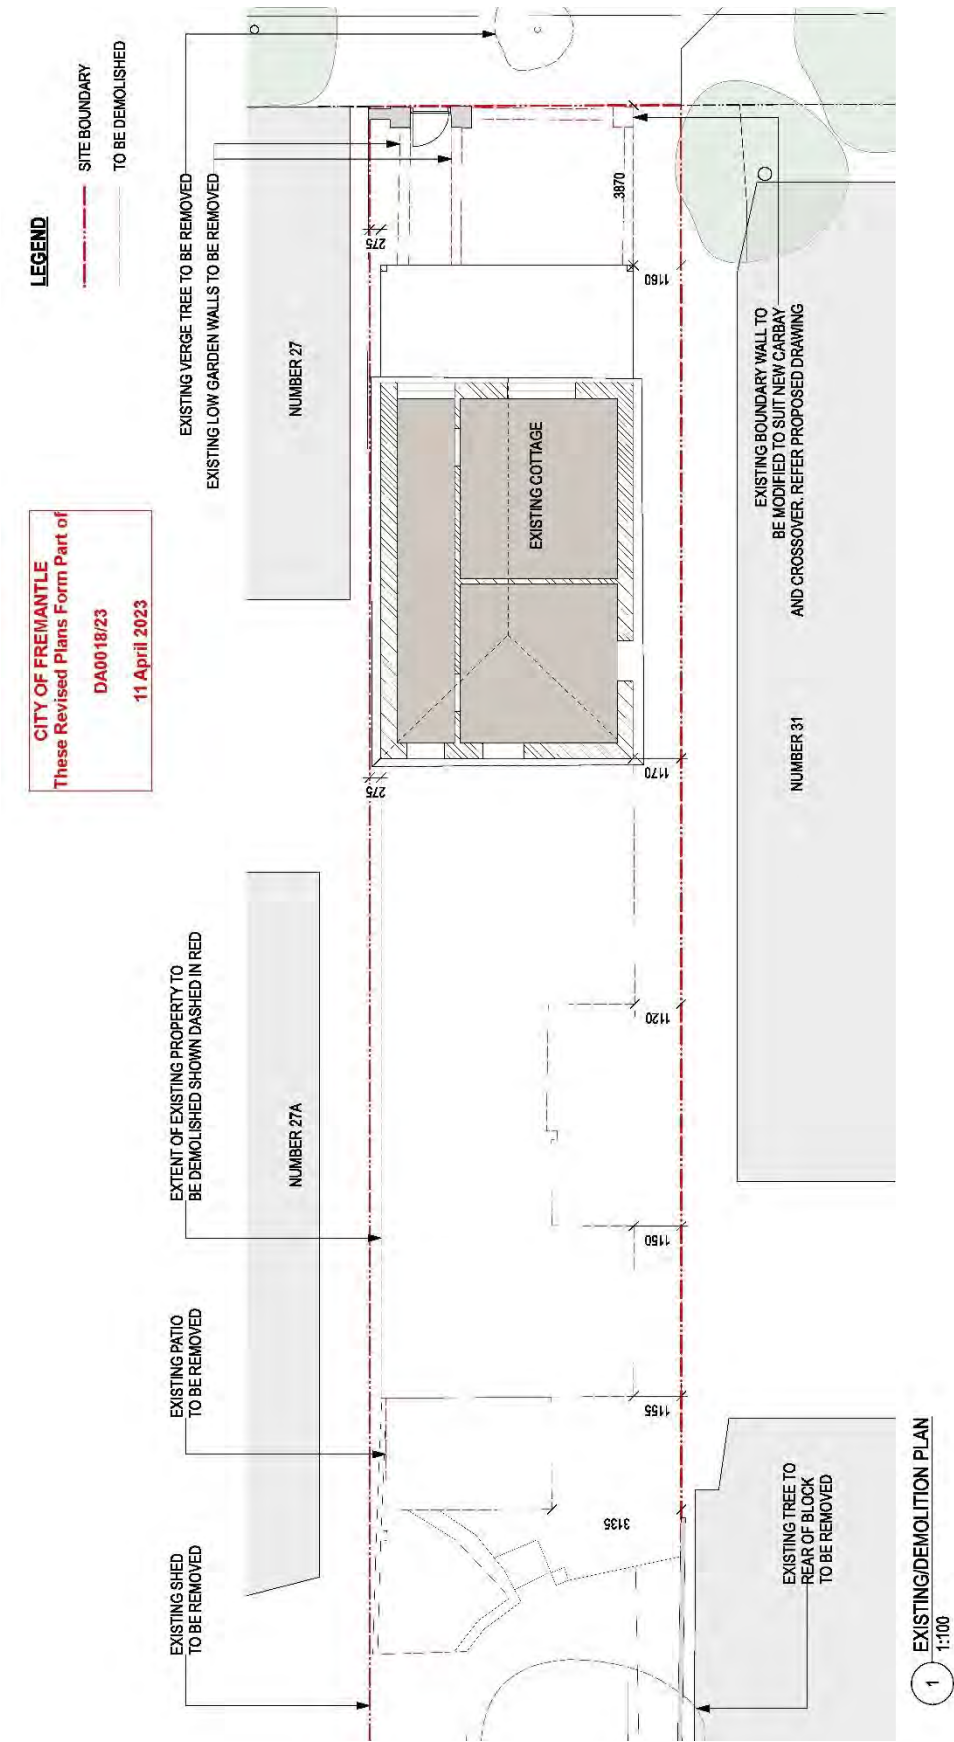 LEGEND
SITE BOUNDARY
TO BE DEMOLISHED
CITY OF FREMANTLE
These Revised Plans Form Part of
DA0018/23
11 April 2023
EXISTING VERGE TREE TO BE REMOVED
EXISTING LOW GARDEN WALLS TO BE REMOVED
EXTENT OF EXISTING PROPERTY TO
BE DEMOLISHED SHOWN DASHED IN RED
EXISTING PATIO
TO BE REMOVED
EXISTING SHED
TO BE REMOVED
NUMBER 27
NUMBER 27A
275
275
EXISTING COTTAGE
3870
1160
1170
1120
1150
1155
3135
EXISTING BOUNDARY WALL TO
BE MODIFIED TO SUIT NEW CARBAY
AND CROSSOVER. REFER PROPOSED DRAWING
NUMBER 31
EXISTING TREE TO
REAR OF BLOCK
TO BE REMOVED
1
EXISTING/DEMOLITION PLAN
1:100